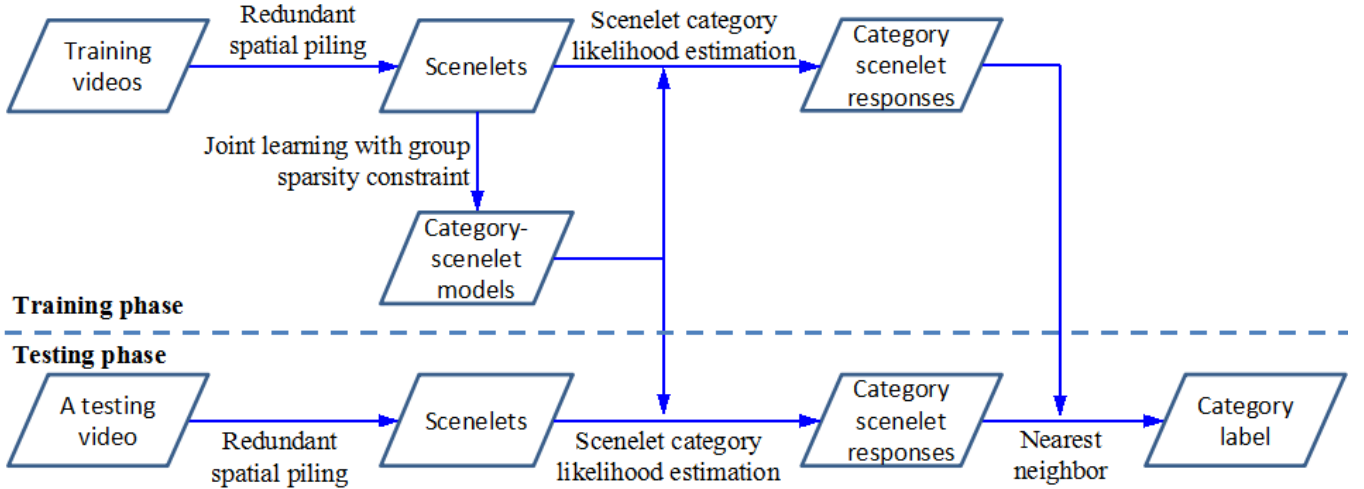 Training
videos
Redundant
spatial piling
Scenelets
Scenelet category
likelihood estimation
Category
scenelet
responses
Joint learning with group
sparsity constraint
Category-
scenelet
models
Training phase
Testing phase
A testing
video
Redundant
spatial piling
Scenelets
Scenelet category
likelihood estimation
Category
scenelet
responses
Nearest
neighbor
Category
label